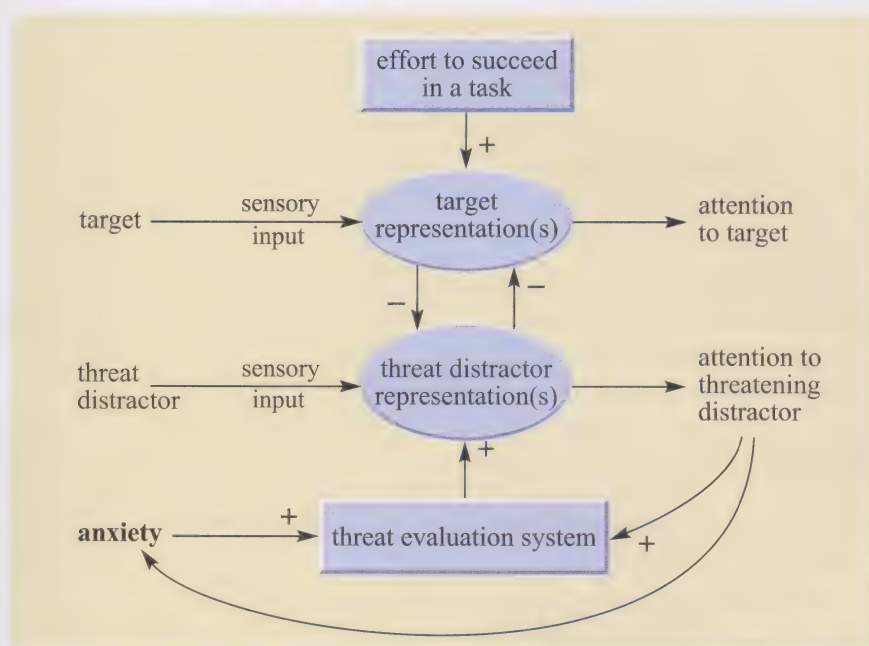 effort to succeed
in a task
+
target
sensory
input
target
representation(s)
attention
to target
−
−
threat
distractor
sensory
input
threat distractor
representation(s)
attention to
threatening
distractor
+
anxiety
+
threat evaluation system
+